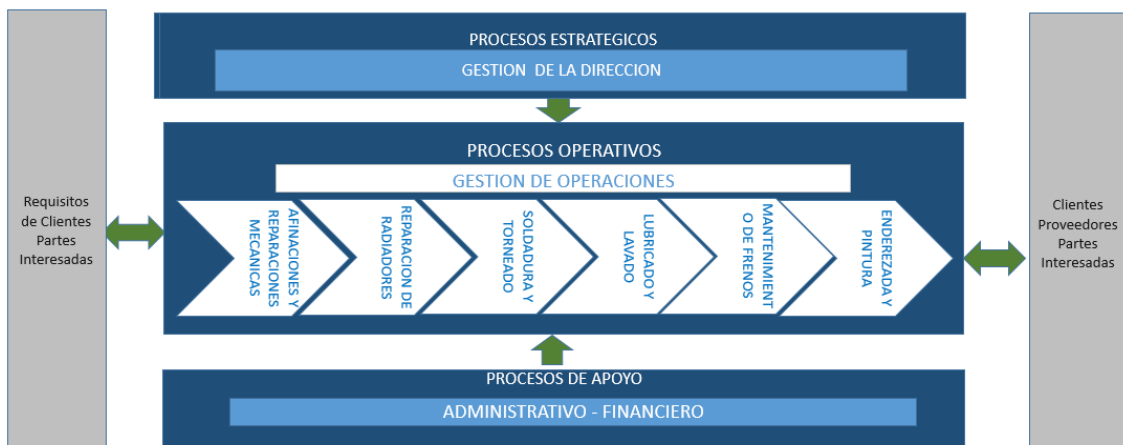 PROCESOS ESTRATEGICOS
GESTION DE LA DIRECCION
Requisitos
de Clientes
Partes
Interesadas
PROCESOS OPERATIVOS
GESTION DE OPERACIONES
AFINACIONES Y
REPARACIONES
MECANICAS
REPARACION DE
RADIADORES
SOLDADURA Y
TORNEADO
LUBRICADO Y
LAVADO
MANTENIMIENT
O DE FRENOS
ENDEREZADA Y
PINTURA
Clientes
Proveedores
Partes
Interesadas
PROCESOS DE APOYO
ADMINISTRATIVO - FINANCIERO